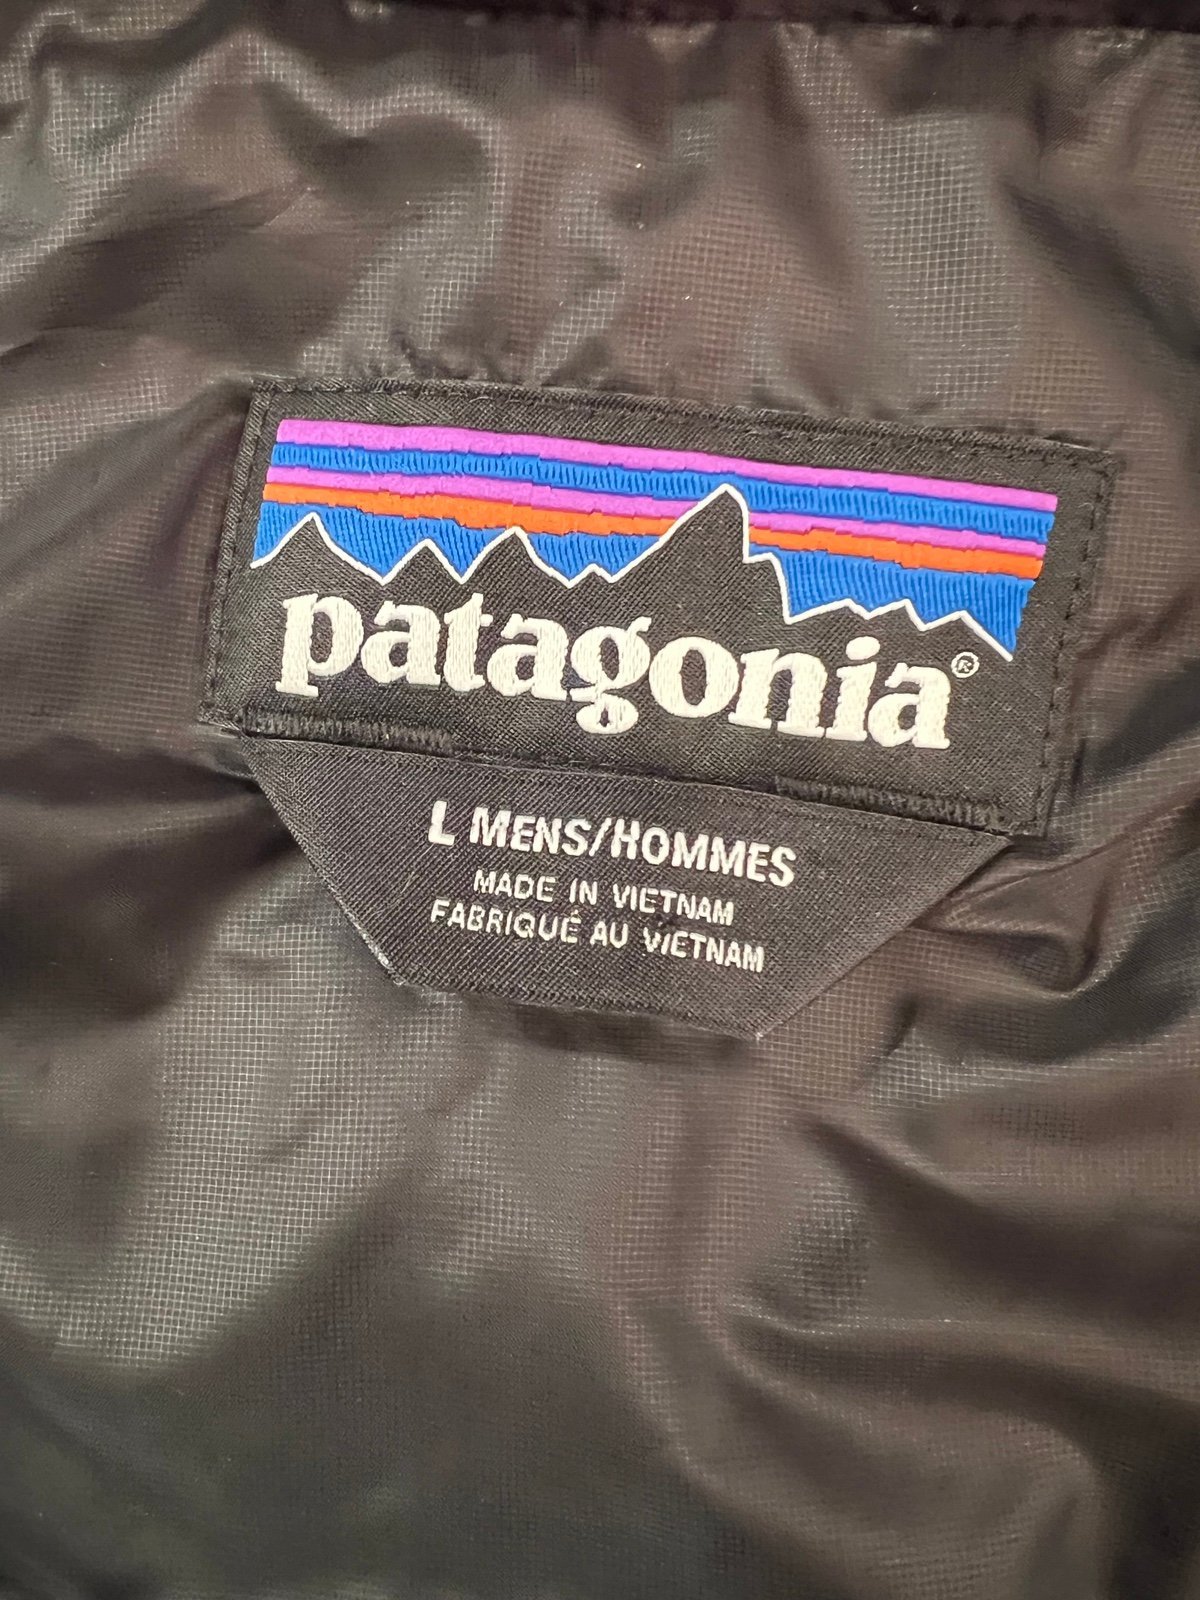 patagonia®
L MENS/HOMMES
MADE IN VIETNAM
FABRIQUÉ AU VIETNAM